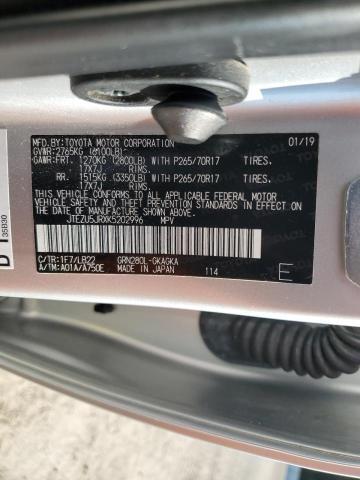 MFD.BY:TOYOTA MOTOR CORPORATION 01/19
GVWR:2765KG (6100LB)
GAWR:FRT. 1270KG (2800LB) WITH P265/70R17 TIRES.
17X7J RIMS.
RR. 1515KG (3350LB) WITH P265/70R17 TIRES.
17X7J RIMS.
THIS VEHICLE CONFORMS TO ALL APPLICABLE FEDERAL MOTOR
VEHICLE SAFETY AND THEFT PREVENTION STANDARDS IN EFFECT
ON THE DATE OF MANUFACTURE SHOWN ABOVE.
JTEZU5JRXK5202996 MPV
C/TR:1F7/LB22 GRN280L-GKAGKA
A/TM:A01A/A750E MADE IN JAPAN 114 E
35B30